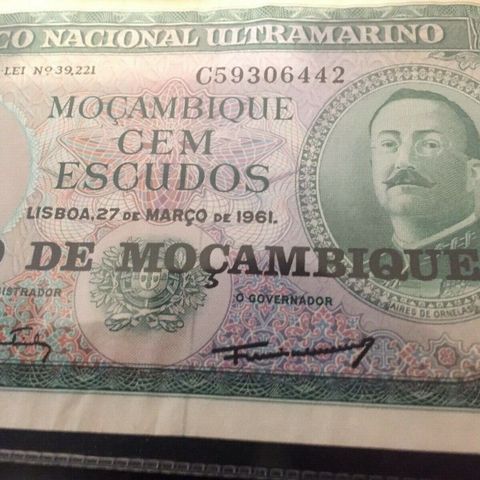 CO NACIONAL ULTRAMARINO
LEI Nº 39,221
C59306442
MOÇAMBIQUE
CEM
ESCUDOS
LISBOA, 27 DE MARÇO DE 1961.
O DE MOÇAMBIQUE
NISTRADOR
O GOVERNADOR
AIRES DE ORNELAS